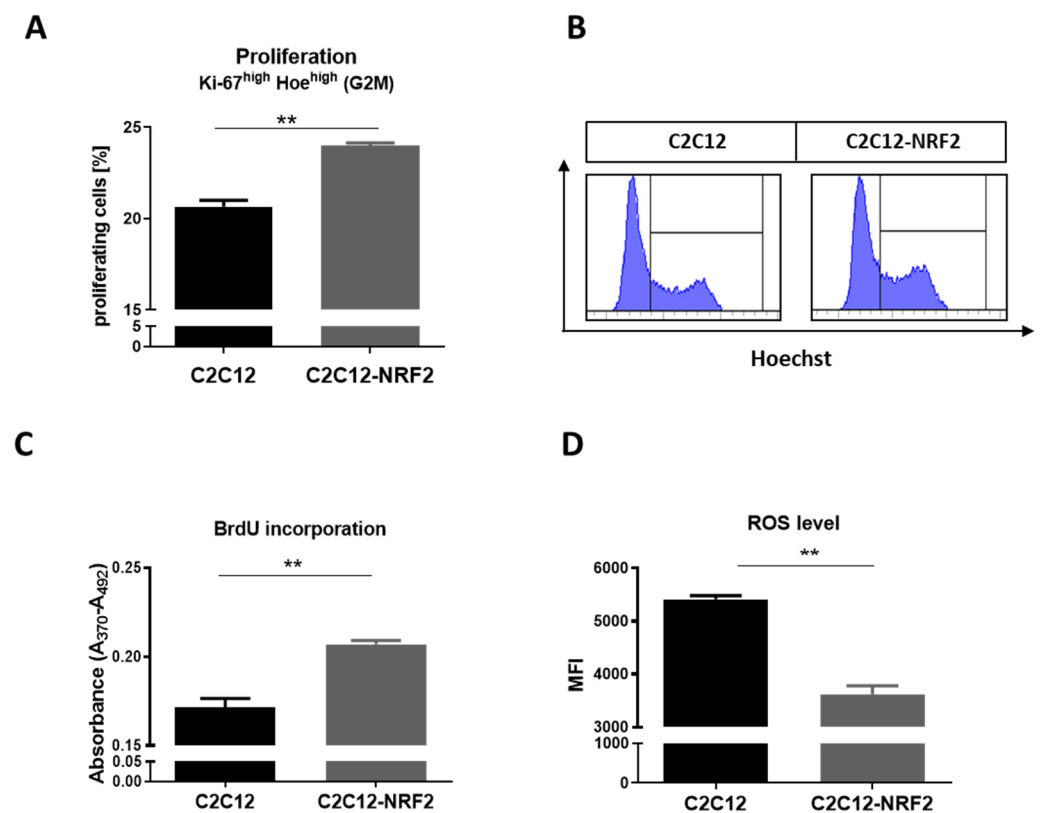 A
Proliferation
Ki-67high Hoehigh (G2M)
**
proliferating cells [%]
25
20
15
5
0
C2C12
C2C12-NRF2
B
C2C12
C2C12-NRF2
Hoechst
C
BrdU incorporation
**
Absorbance (A370-A492)
0.25
0.20
0.15
0.05
0.00
C2C12
C2C12-NRF2
D
ROS level
**
MFI
6000
5000
4000
3000
1000
0
C2C12
C2C12-NRF2